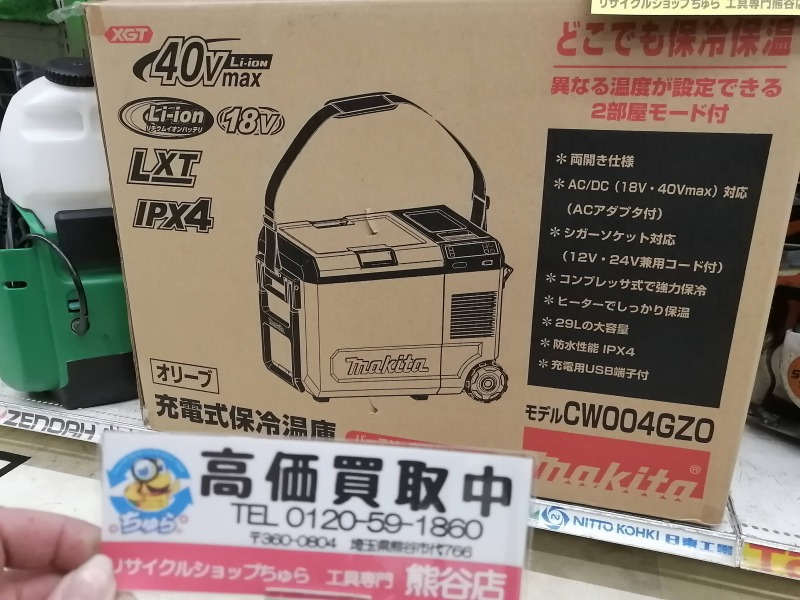 リサイクルショップちゅら 工具専門熊谷店
XGT
40Vmax Li-ion
Li-ion
リチウムイオンバッテリ
18V
LXT
IPX4
どこでも保冷保温
異なる温度が設定できる
2部屋モード付
＊両開き仕様
＊AC/DC（18V・40Vmax）対応
（ACアダプタ付）
＊シガーソケット対応
（12V・24V兼用コード付）
＊コンプレッサ式で強力保冷
＊ヒーターでしっかり保温
＊29Lの大容量
＊防水性能 IPX4
＊充電用USB端子付
makita
オリーブ
充電式保冷温庫
モデルCW004GZO
makita®
ZENDAH
NITTO KOHKI 日東工器
ちゅら
高価買取中
TEL 0120-59-1860
〒360-0804 埼玉県熊谷市代766
リサイクルショップちゅら 工具専門 熊谷店